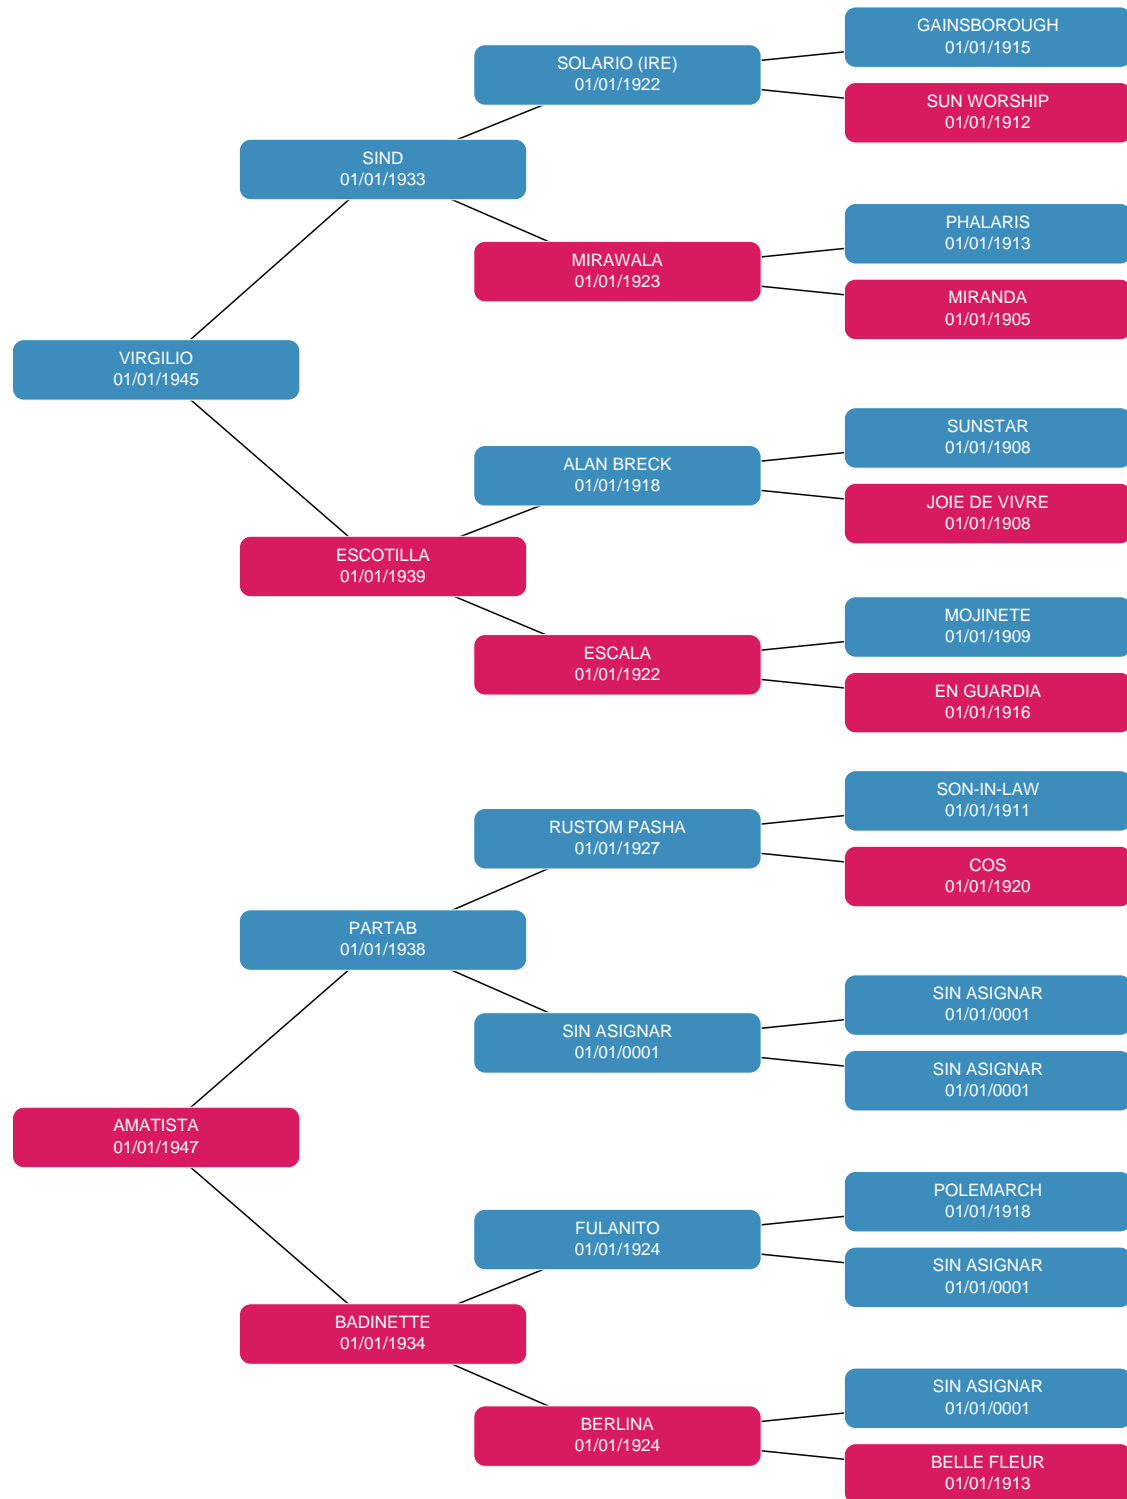 GAINSBOROUGH
01/01/1915
SOLARIO (IRE)
01/01/1922
SUN WORSHIP
01/01/1912
SIND
01/01/1933
PHALARIS
01/01/1913
MIRAWALA
01/01/1923
MIRANDA
01/01/1905
VIRGILIO
01/01/1945
SUNSTAR
01/01/1908
ALAN BRECK
01/01/1918
JOIE DE VIVRE
01/01/1908
ESCOTILLA
01/01/1939
MOJINETE
01/01/1909
ESCALA
01/01/1922
EN GUARDIA
01/01/1916
SON-IN-LAW
01/01/1911
RUSTOM PASHA
01/01/1927
COS
01/01/1920
PARTAB
01/01/1938
SIN ASIGNAR
01/01/0001
SIN ASIGNAR
01/01/0001
SIN ASIGNAR
01/01/0001
AMATISTA
01/01/1947
POLEMARCH
01/01/1918
FULANITO
01/01/1924
SIN ASIGNAR
01/01/0001
BADINETTE
01/01/1934
SIN ASIGNAR
01/01/0001
BERLINA
01/01/1924
BELLE FLEUR
01/01/1913